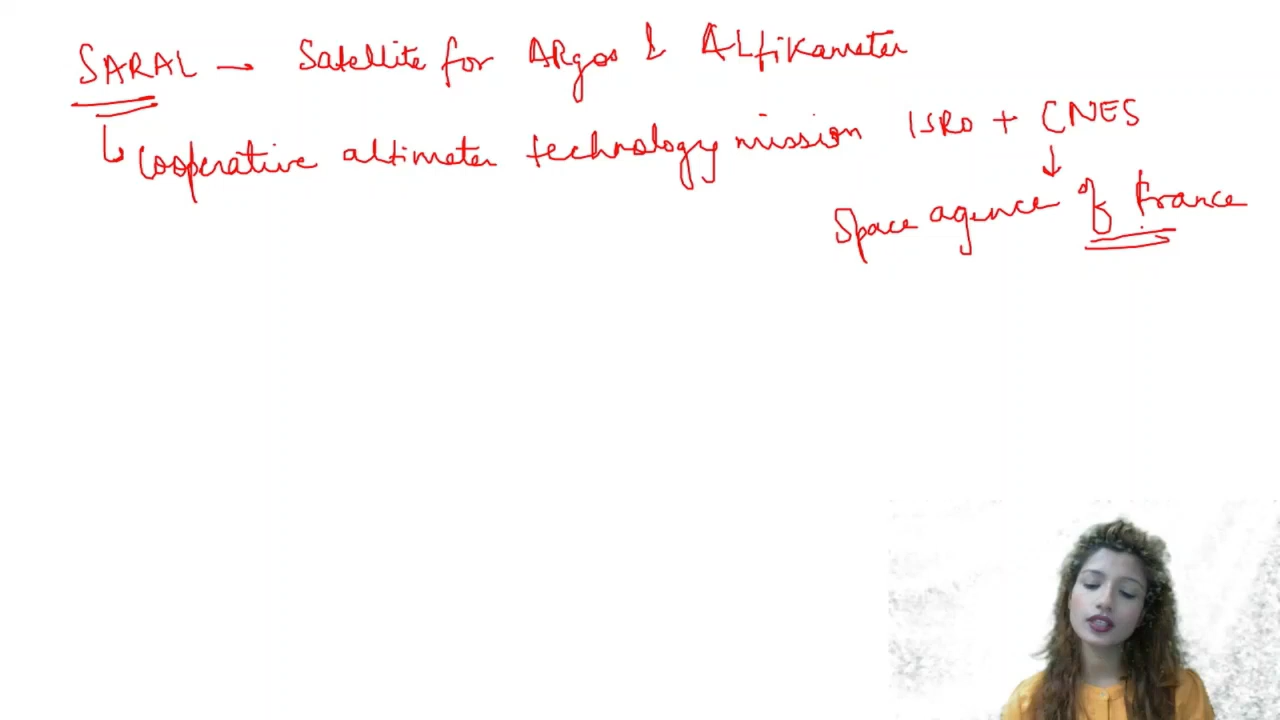 SARAL → Satellite for ARgos & ALtiKameter
↳ Cooperative altimeter technology mission ISRO + CNES
↓
Space agence of France